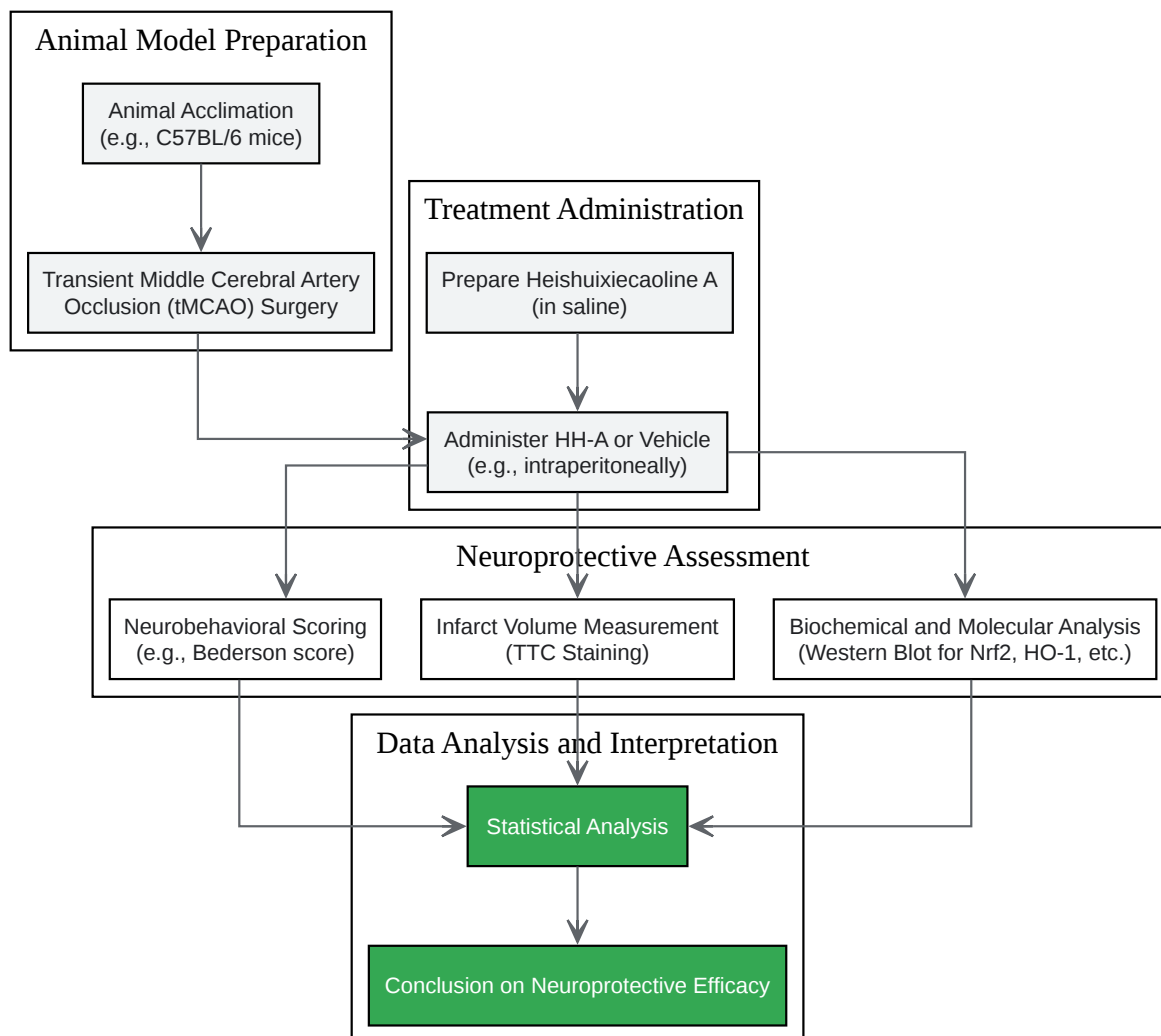 Animal Model Preparation
Animal Acclimation
(e.g., C57BL/6 mice)
Transient Middle Cerebral Artery
Occlusion (tMCAO) Surgery
Treatment Administration
Prepare Heishuixiecaoline A
(in saline)
Administer HH-A or Vehicle
(e.g., intraperitoneally)
Neuroprotective Assessment
Neurobehavioral Scoring
(e.g., Bederson score)
Infarct Volume Measurement
(TTC Staining)
Biochemical and Molecular Analysis
(Western Blot for Nrf2, HO-1, etc.)
Data Analysis and Interpretation
Statistical Analysis
Conclusion on Neuroprotective Efficacy